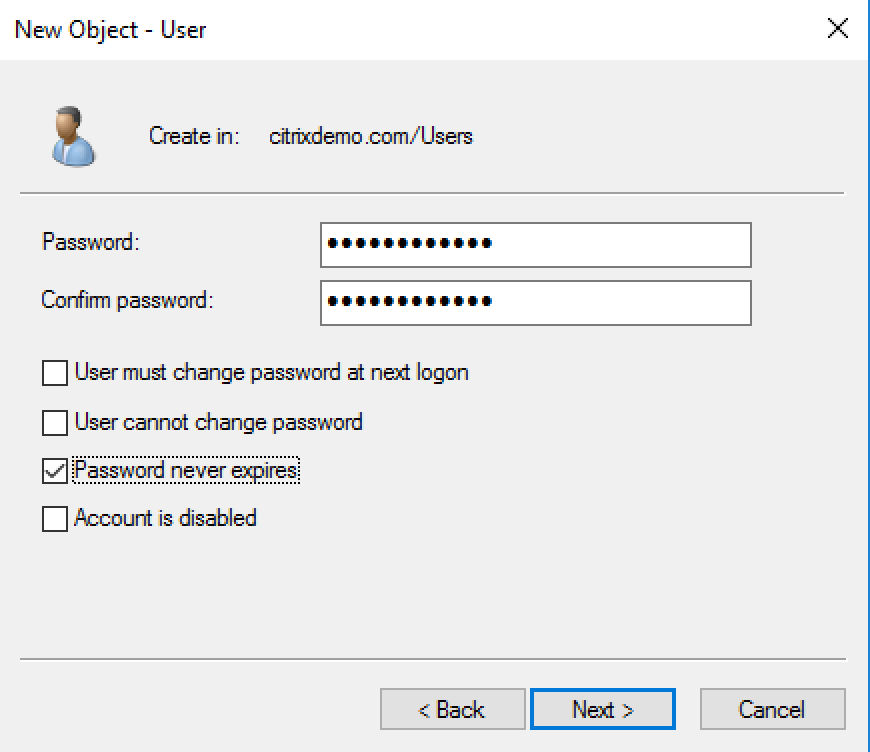 New Object - User
Create in: citrixdemo.com/Users
Password: ••••••••••••
Confirm password: ••••••••••••
User must change password at next logon
User cannot change password
Password never expires
Account is disabled
< Back Next > Cancel